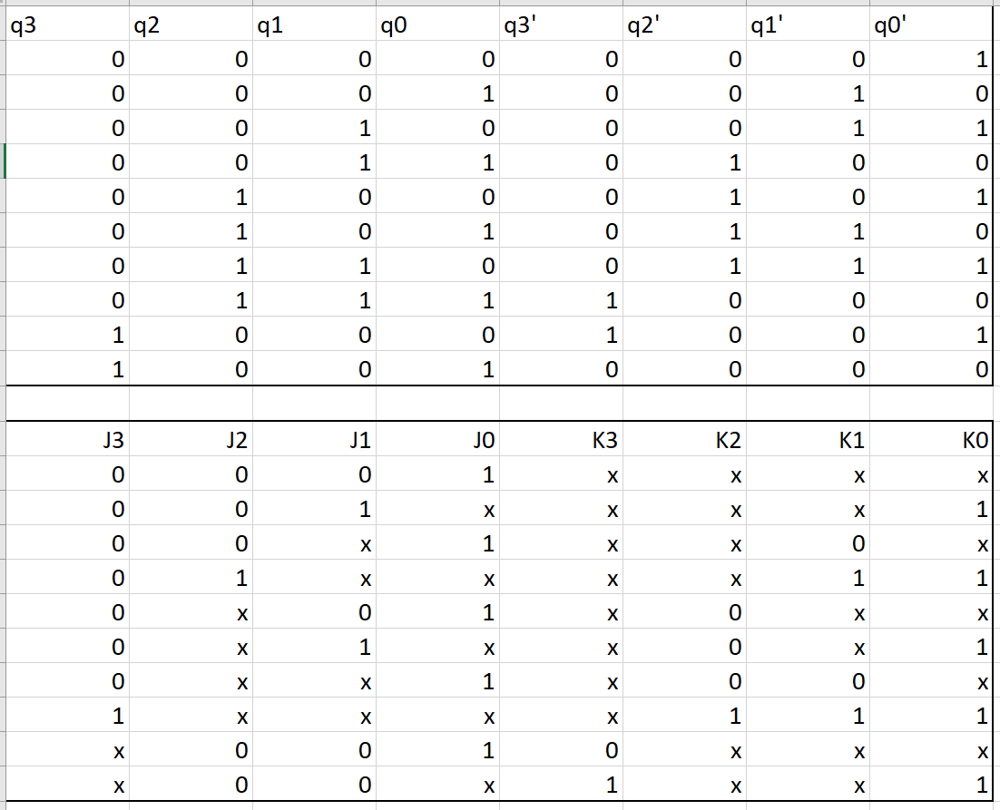 q3 q2 q1 q0 q3' q2' q1' q0'
0 0 0 0 0 0 0 1
0 0 0 1 0 0 1 0
0 0 1 0 0 0 1 1
0 0 1 1 0 1 0 0
0 1 0 0 0 1 0 1
0 1 0 1 0 1 1 0
0 1 1 0 0 1 1 1
0 1 1 1 1 0 0 0
1 0 0 0 1 0 0 1
1 0 0 1 0 0 0 0
J3 J2 J1 J0 K3 K2 K1 K0
0 0 0 1 x x x x
0 0 1 x x x x 1
0 0 x 1 x x 0 x
0 1 x x x x 1 1
0 x 0 1 x 0 x x
0 x 1 x x 0 x 1
0 x x 1 x 0 0 x
1 x x x x 1 1 1
x 0 0 1 0 x x x
x 0 0 x 1 x x 1